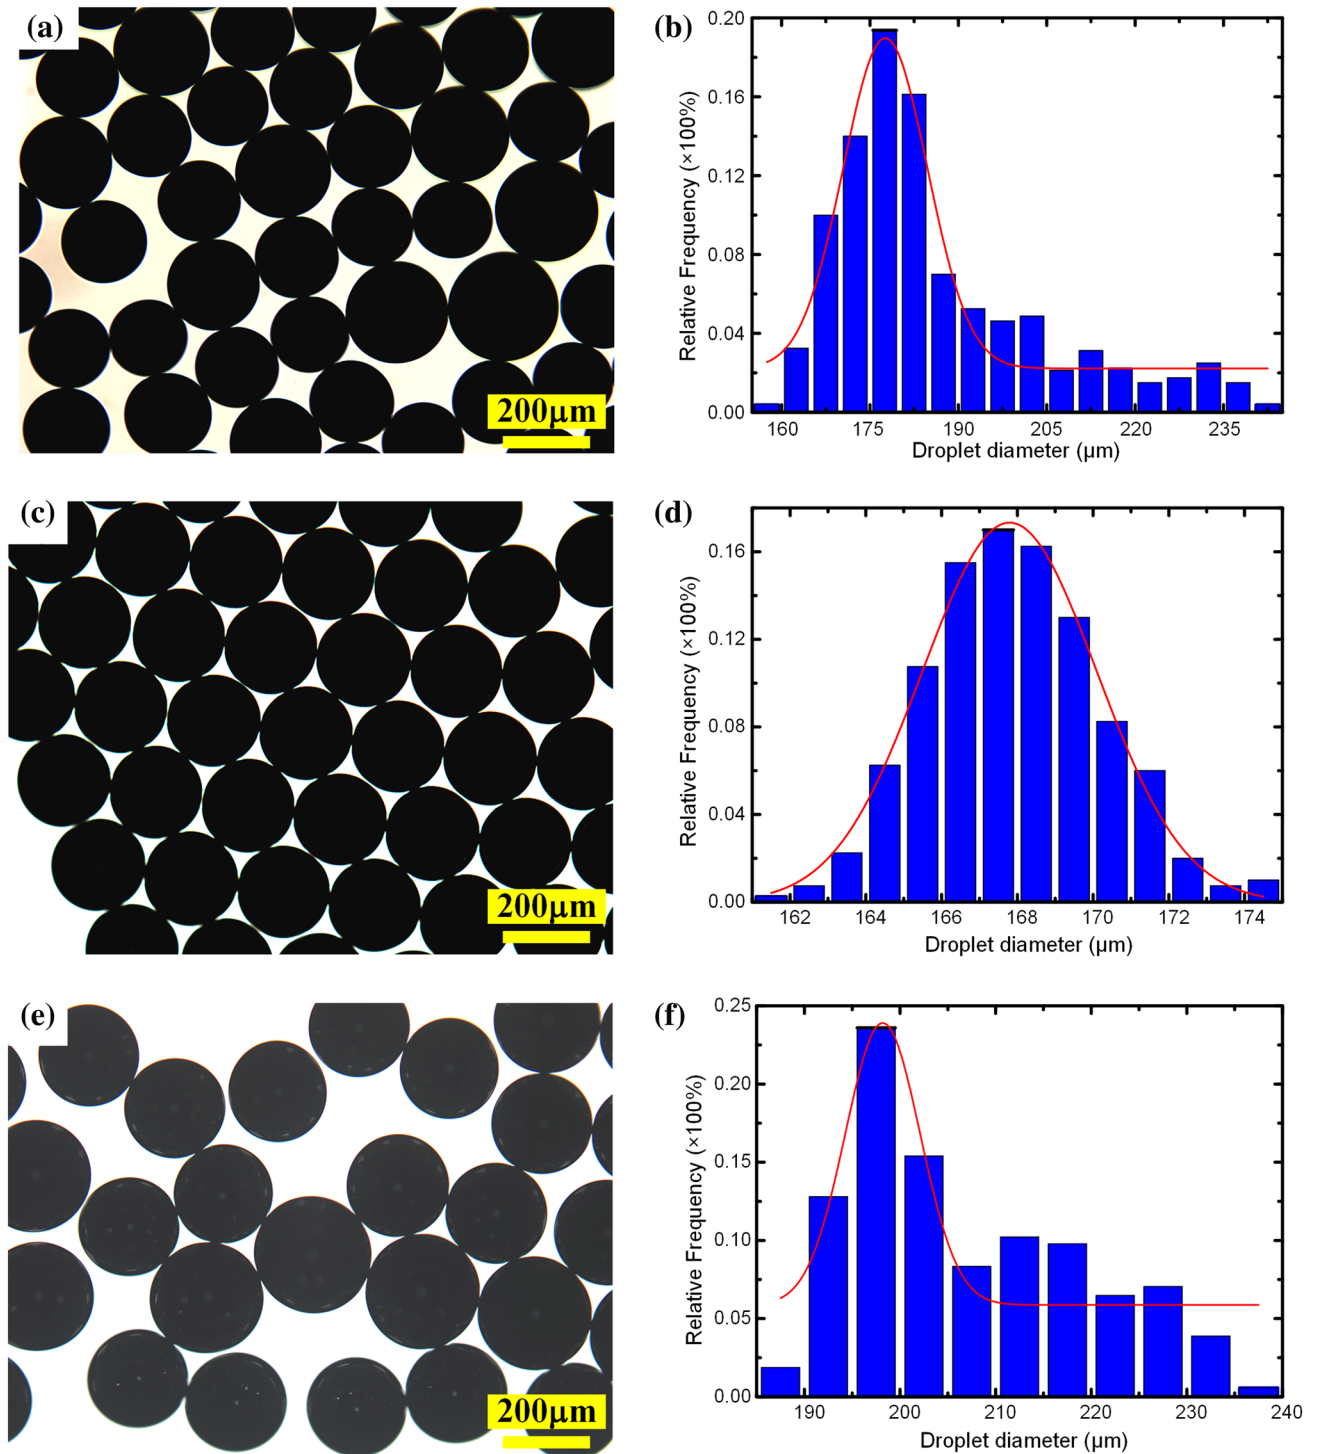 (a)
200μm
(b)
Relative Frequency (×100%)
0.20
0.16
0.12
0.08
0.04
0.00
160 175 190 205 220 235
Droplet diameter (μm)
(c)
200μm
(d)
Relative Frequency (×100%)
0.16
0.12
0.08
0.04
0.00
162 164 166 168 170 172 174
Droplet diameter (μm)
(e)
200μm
(f)
Relative Frequency (×100%)
0.25
0.20
0.15
0.10
0.05
0.00
190 200 210 220 230 240
Droplet diameter (μm)